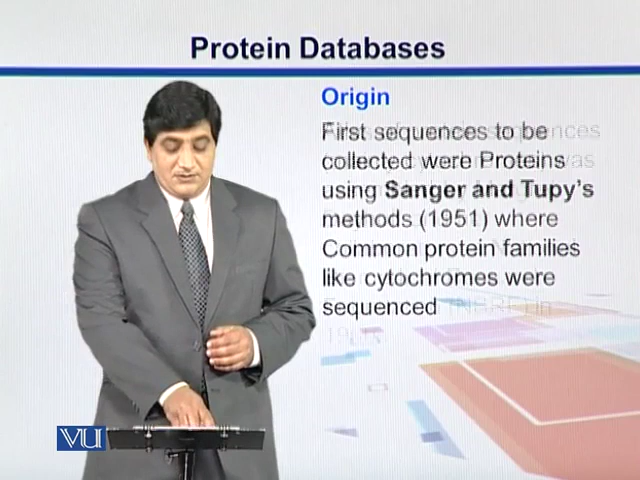 Protein Databases
Origin
First sequences to be
collected were Proteins
using Sanger and Tupy's
methods (1951) where
Common protein families
like cytochromes were
sequenced
VU